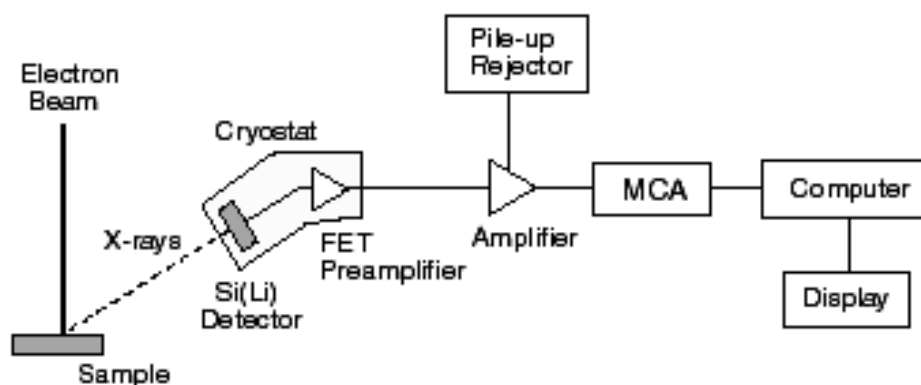 Electron
Beam
Cryostat
Pile-up
Rejector
X-rays
Si(Li)
Detector
FET
Preamplifier
Amplifier
MCA
Computer
Display
Sample